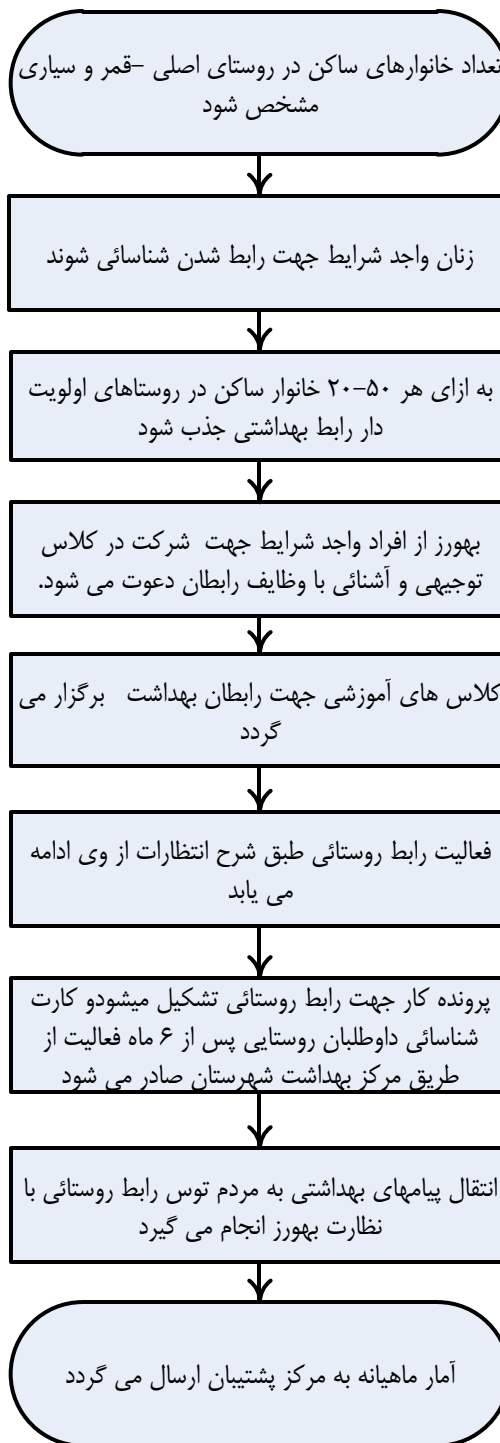 تعداد خانوارهای ساکن در روستای اصلی –قمر و سیاری
مشخص شود
زنان واجد شرایط جهت رابط شدن شناسائی شوند
به ازای هر ۵۰–۲۰ خانوار ساکن در روستاهای اولویت
دار رابط بهداشتی جذب شود
بهورز از افراد واجد شرایط جهت شرکت در کلاس
توجیهی و آشنائی با وظایف رابطان دعوت می شود.
کلاس های آموزشی جهت رابطان بهداشت برگزار می
گردد
فعالیت رابط روستائی طبق شرح انتظارات از وی ادامه
می یابد
پرونده کار جهت رابط روستائی تشکیل میشودو کارت
شناسائی داوطلبان روستایی پس از ۶ ماه فعالیت از
طریق مرکز بهداشت شهرستان صادر می شود
انتقال پیامهای بهداشتی به مردم توس رابط روستائی با
نظارت بهورز انجام می گیرد
آمار ماهیانه به مرکز پشتیبان ارسال می گردد